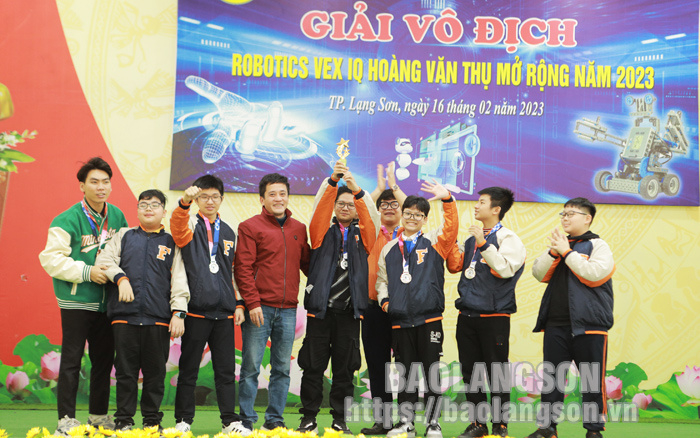 GIẢI VÔ ĐỊCH
ROBOTICS VEX IQ HOÀNG VĂN THỤ MỞ RỘNG NĂM 2023
TP. Lạng Sơn, ngày 16 tháng 02 năm 2023
F
F
BAOLANGSON
https://baolangson.vn